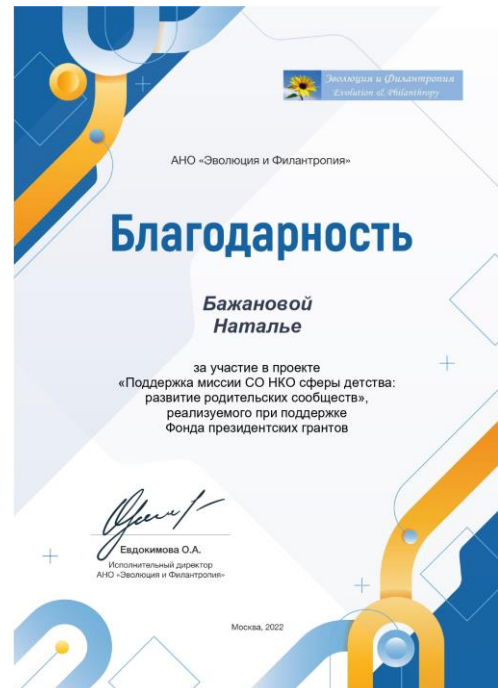 Эволюция и Филантропия
Evolution & Philanthropy
АНО «Эволюция и Филантропия»
Благодарность
Бажановой
Наталье
за участие в проекте
«Поддержка миссии СО НКО сферы детства:
развитие родительских сообществ»,
реализуемого при поддержке
Фонда президентских грантов
Евдокимова О.А.
Исполнительный директор
АНО «Эволюция и Филантропия»
Москва, 2022